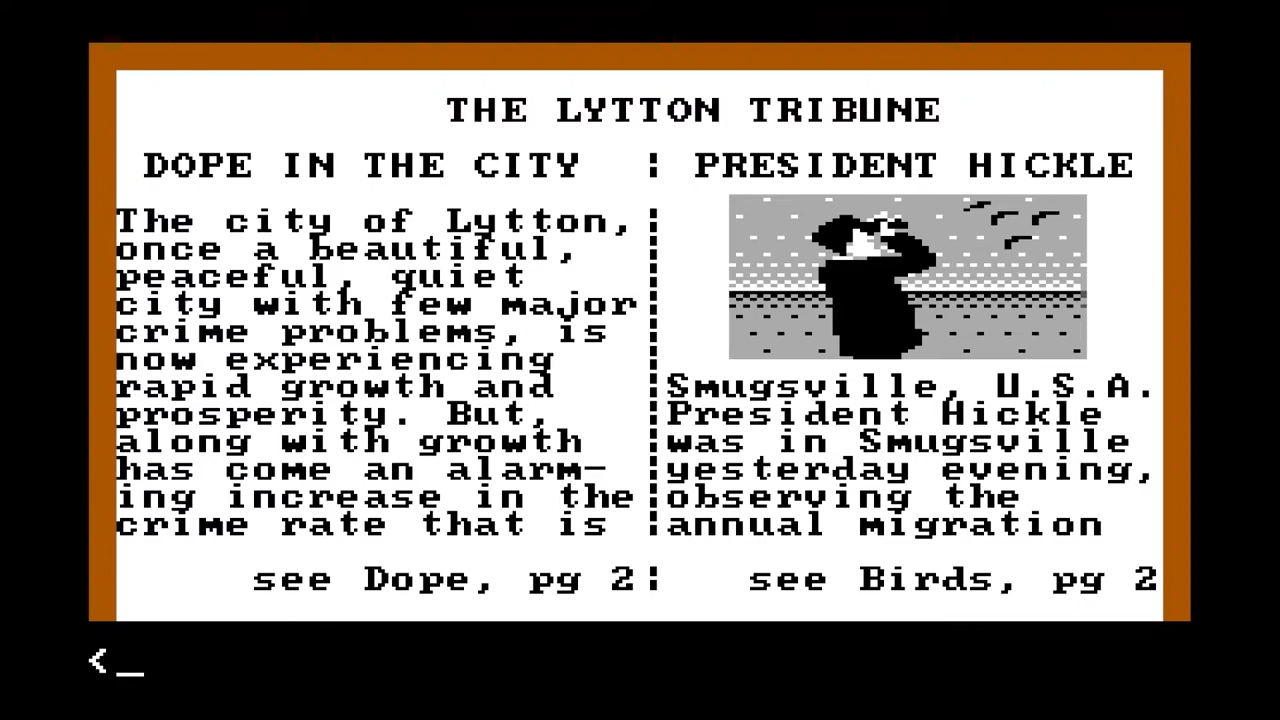 THE LYTTON TRIBUNE
DOPE IN THE CITY
The city of Lytton,
once a beautiful,
peaceful, quiet
city with few major
crime problems, is
now experiencing
rapid growth and
prosperity. But,
along with growth
has come an alarm-
ing increase in the
crime rate that is
see Dope, pg 2
PRESIDENT HICKLE
Smugsville, U.S.A.
President Hickle
was in Smugsville
yesterday evening,
observing the
annual migration
see Birds, pg 2
<_